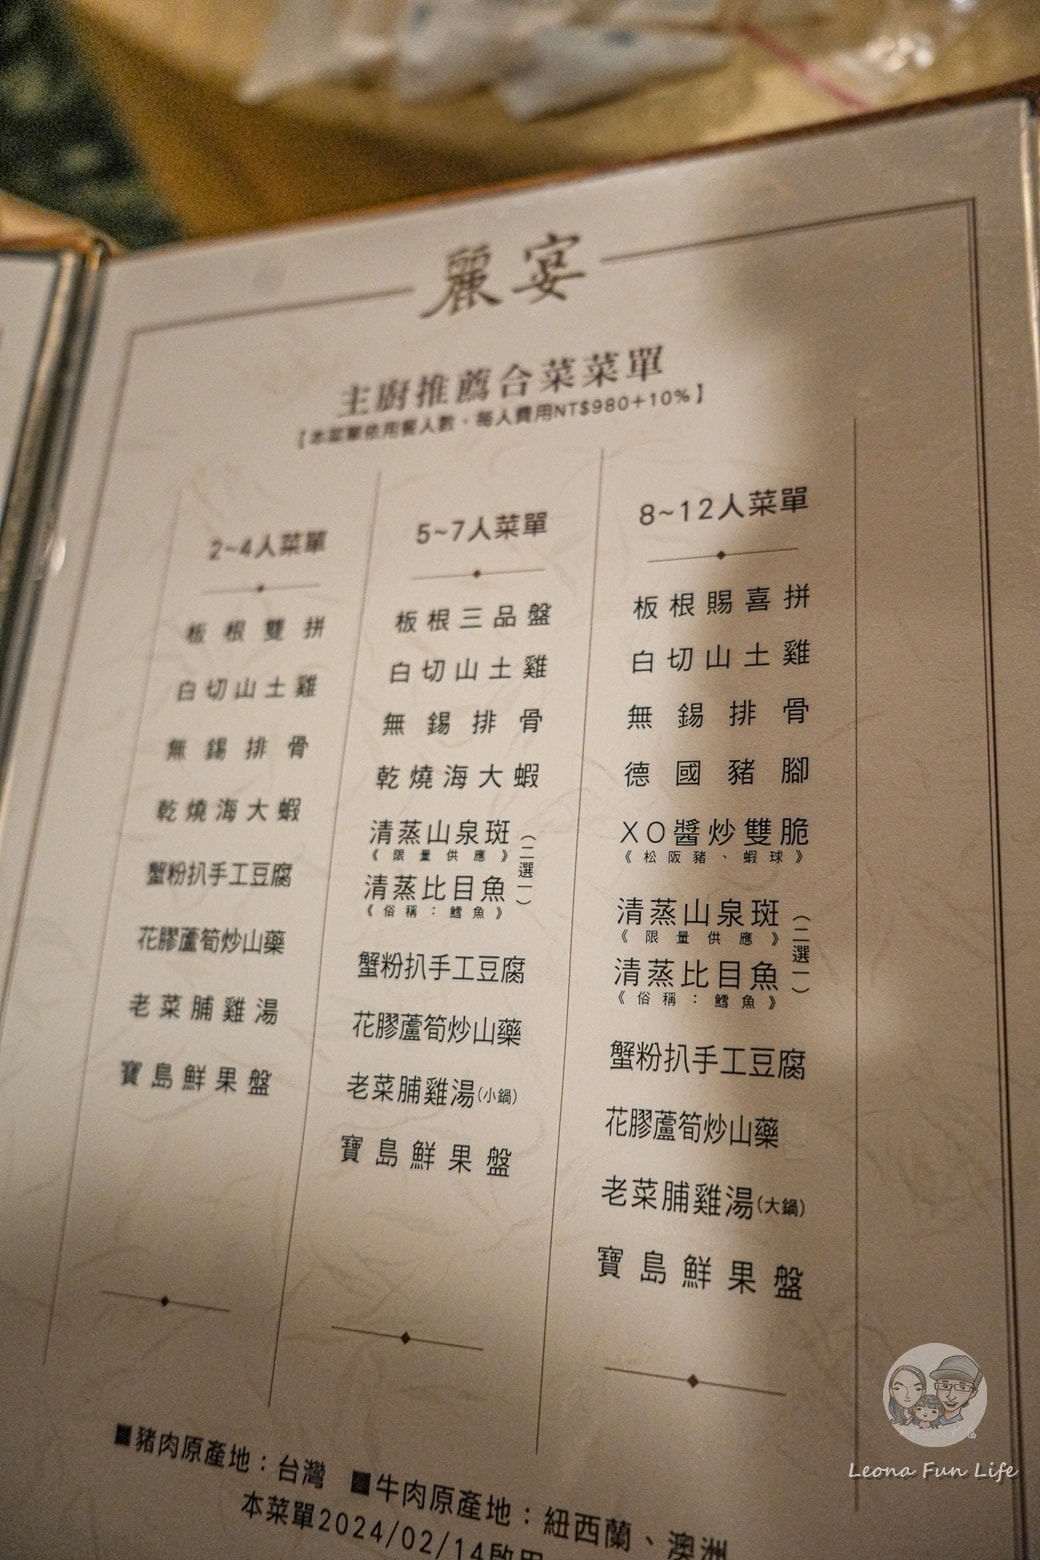 麗宴
主廚推薦合菜菜單
【本菜單依用餐人數，每人費用NT$980+10%】
2~4人菜單
板根雙拼
白切山土雞
無錫排骨
乾燒海大蝦
蟹粉扒手工豆腐
花膠蘆筍炒山藥
老菜脯雞湯
寶島鮮果盤
5~7人菜單
板根三品盤
白切山土雞
無錫排骨
乾燒海大蝦
清蒸山泉斑
《限量供應》
(二選一)
清蒸比目魚
《俗稱：鱈魚》
蟹粉扒手工豆腐
花膠蘆筍炒山藥
老菜脯雞湯(小鍋)
寶島鮮果盤
8~12人菜單
板根賜喜拼
白切山土雞
無錫排骨
德國豬腳
XO醬炒雙脆
《松阪豬、蝦球》
清蒸山泉斑
《限量供應》
(二選一)
清蒸比目魚
《俗稱：鱈魚》
蟹粉扒手工豆腐
花膠蘆筍炒山藥
老菜脯雞湯(大鍋)
寶島鮮果盤
■豬肉原產地：台灣 ■牛肉原產地：紐西蘭、澳洲
本菜單2024/02/14啟用
Leona Fun Life